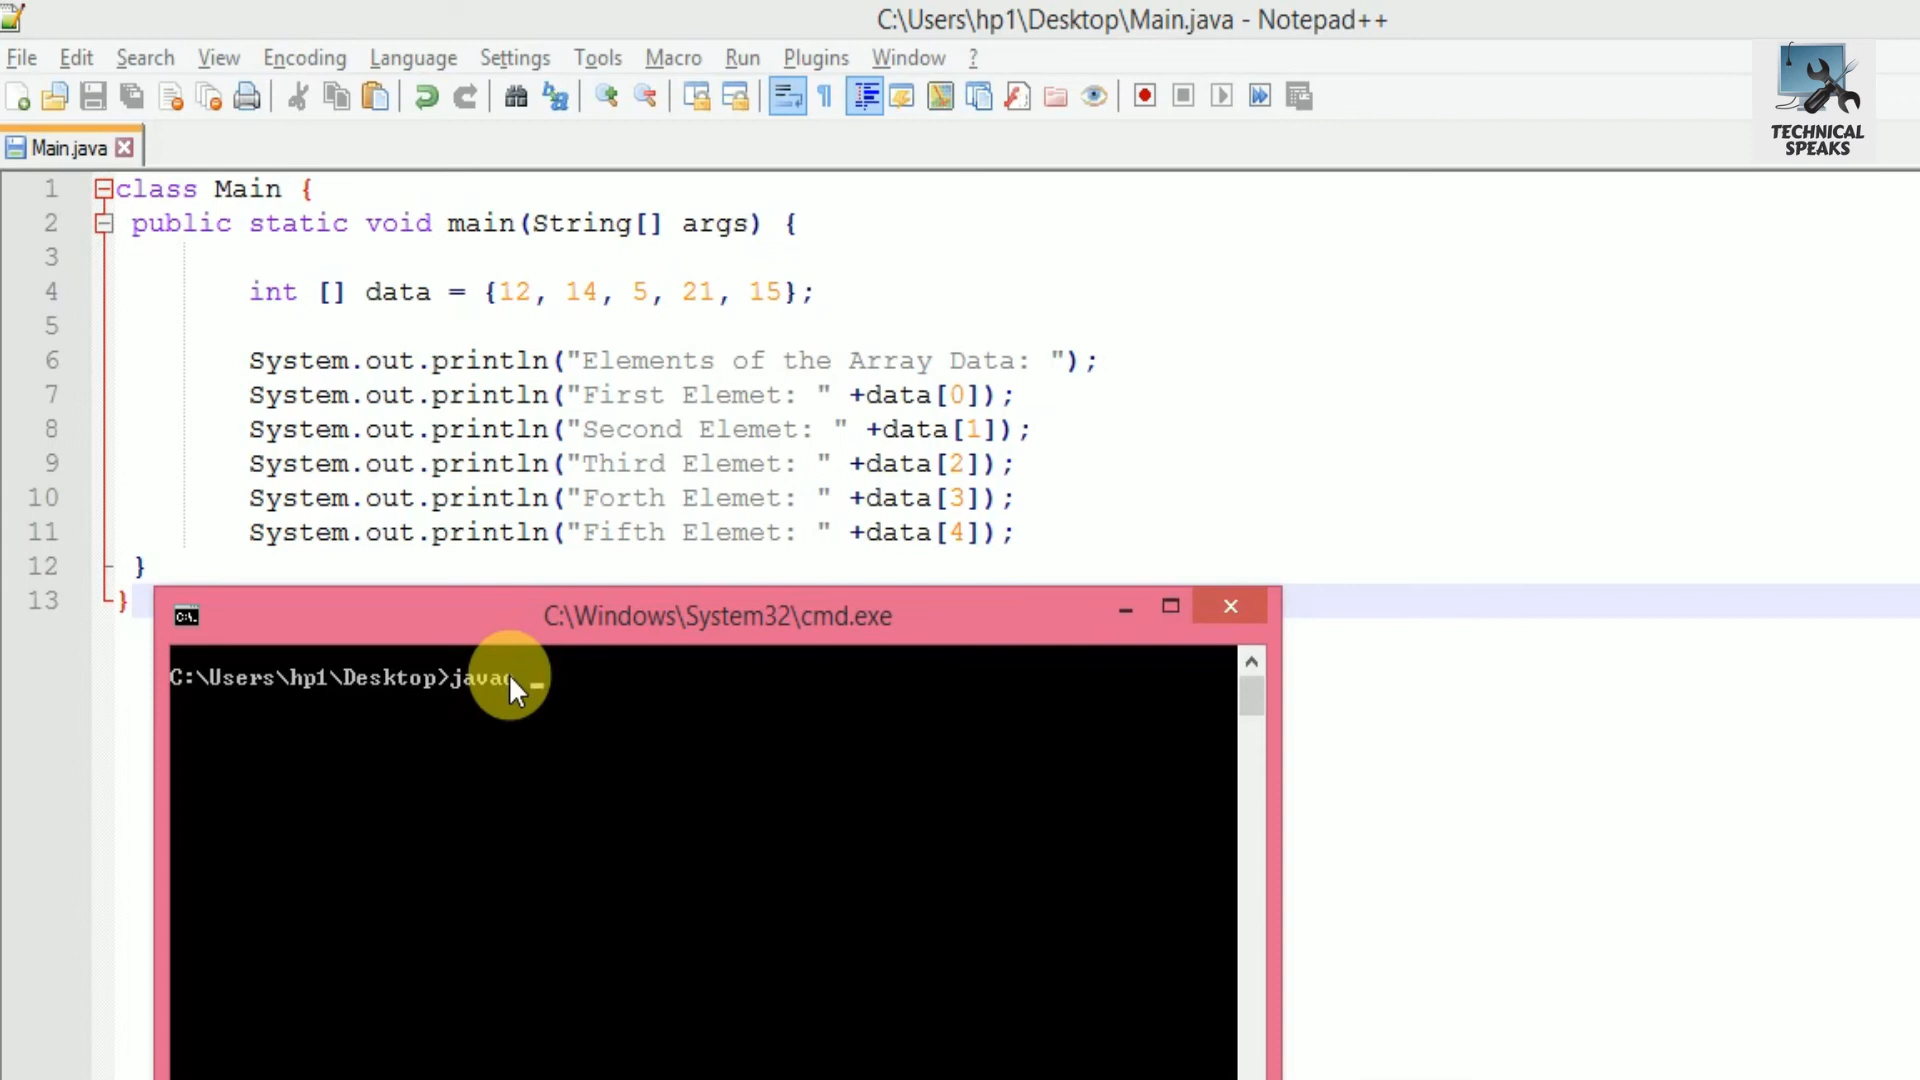 C:\Users\hp1\Desktop\Main.java - Notepad++
File Edit Search View Encoding Language Settings Tools Macro Run Plugins Window ?
TECHNICAL
SPEAKS
Main.java
1 class Main {
2 public static void main(String[] args) {
3
4 int [] data = {12, 14, 5, 21, 15};
5
6 System.out.println("Elements of the Array Data: ");
7 System.out.println("First Elemet: " +data[0]);
8 System.out.println("Second Elemet: " +data[1]);
9 System.out.println("Third Elemet: " +data[2]);
10 System.out.println("Forth Elemet: " +data[3]);
11 System.out.println("Fifth Elemet: " +data[4]);
12 }
13 }
C:\Windows\System32\cmd.exe
C:\Users\hp1\Desktop>javac _